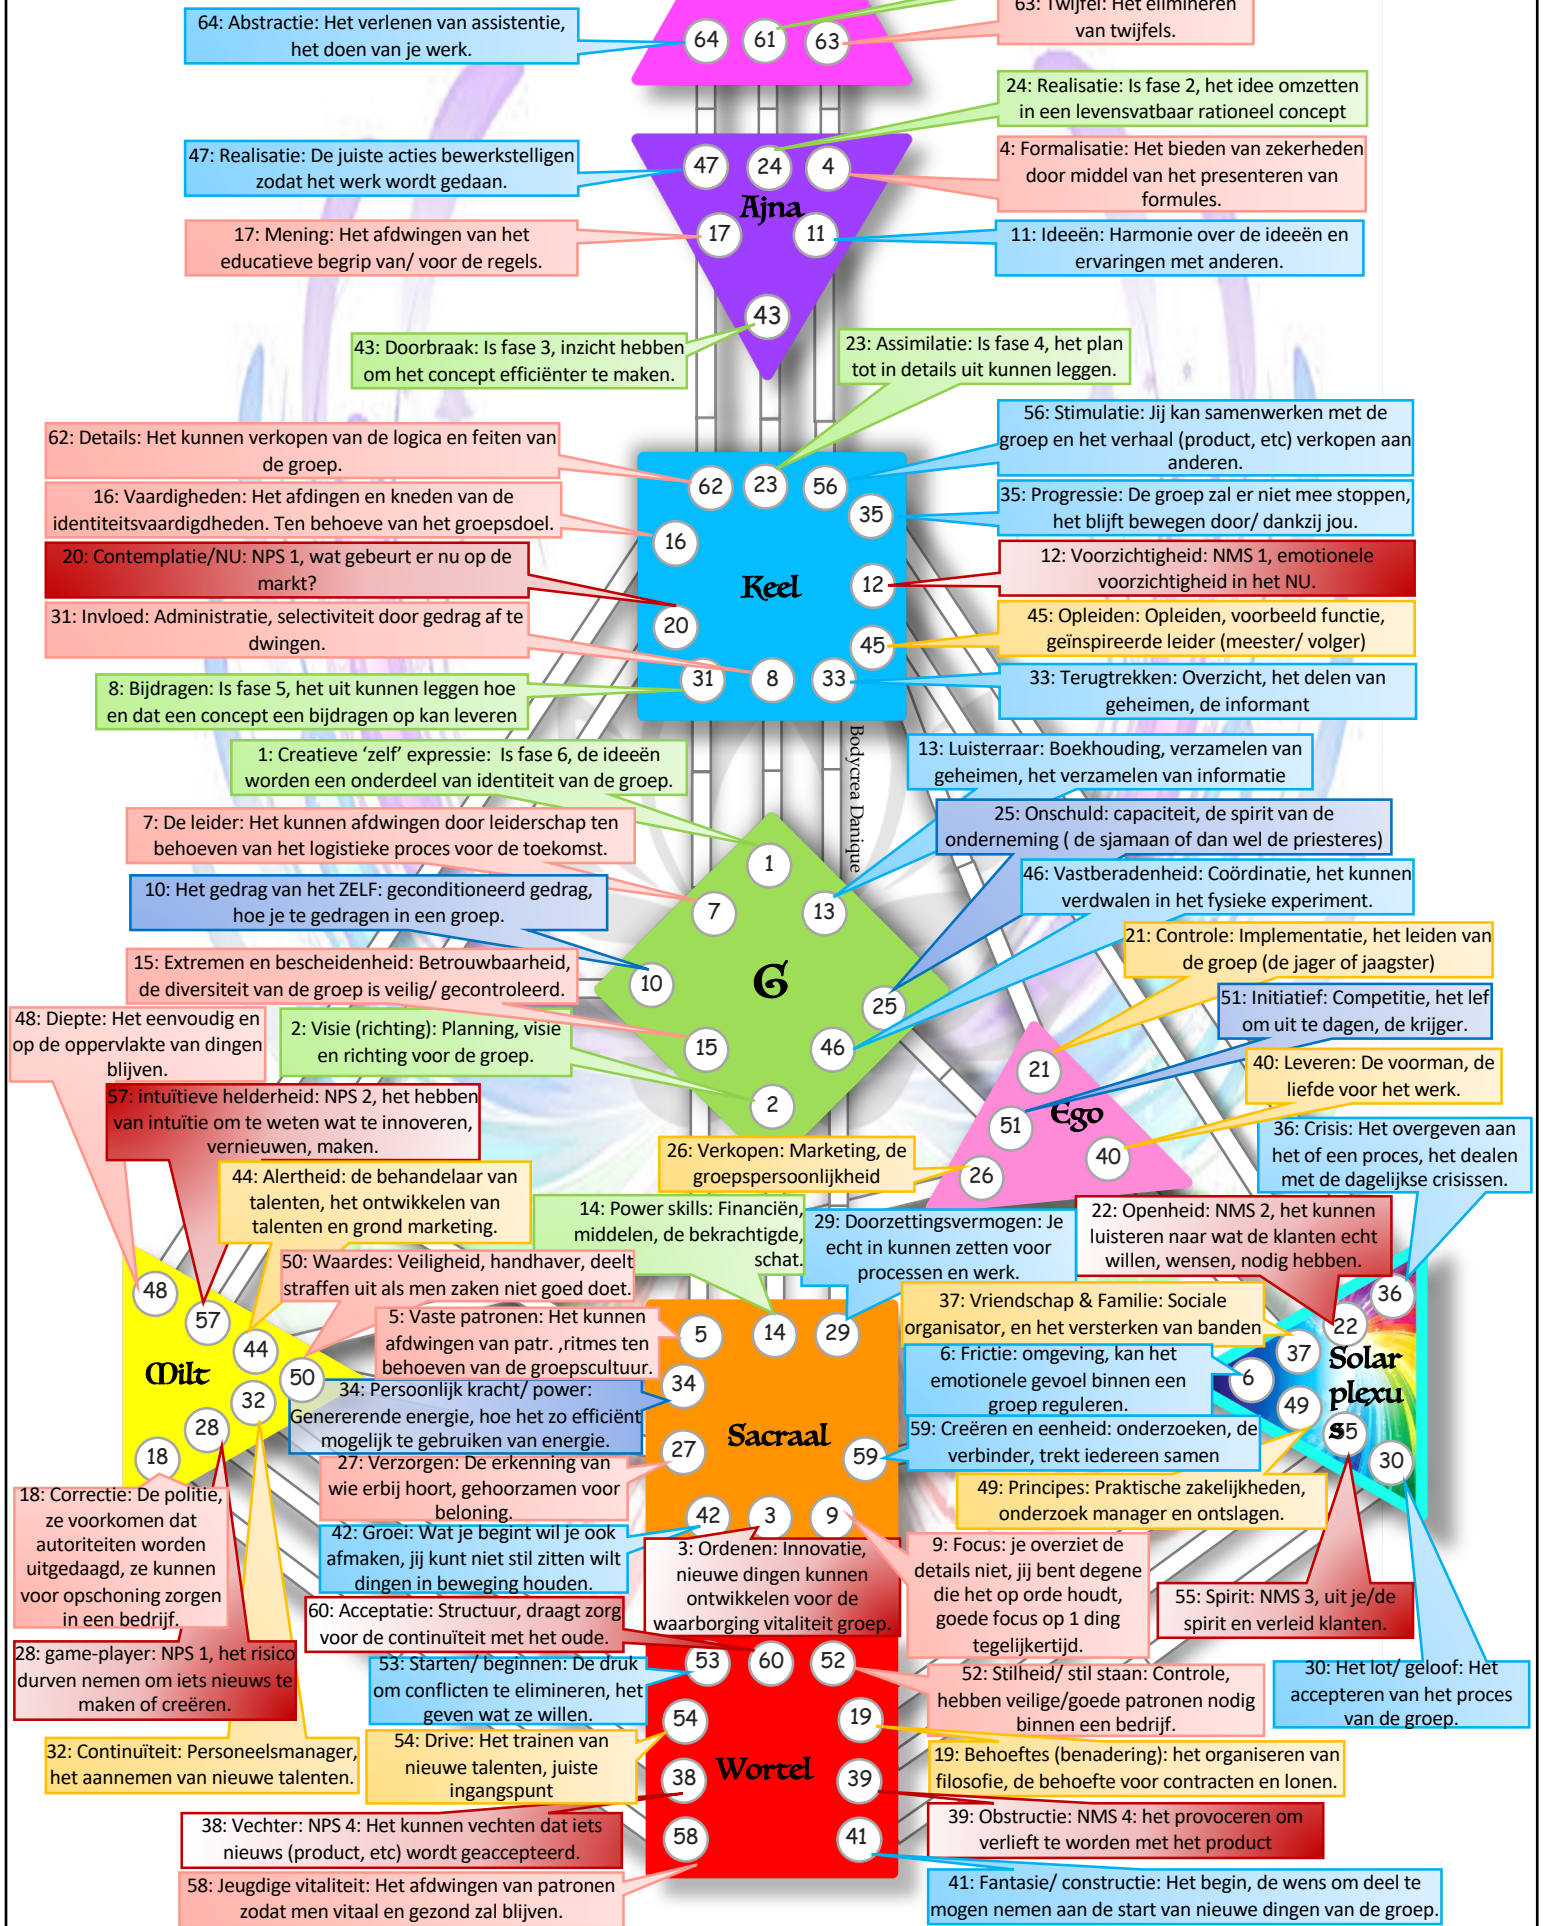 63: Twijfel: Het elimineren
van twijfels.
64: Abstractie: Het verlenen van assistentie,
het doen van je werk.
64
61
63
24: Realisatie: Is fase 2, het idee omzetten
in een levensvatbaar rationeel concept
47: Realisatie: De juiste acties bewerkstelligen
zodat het werk wordt gedaan.
4: Formalisatie: Het bieden van zekerheden
door middel van het presenteren van
formules.
47
24
4
Ajna
17: Mening: Het afdwingen van het
educatieve begrip van/ voor de regels.
17
11
11: Ideeën: Harmonie over de ideeën en
ervaringen met anderen.
43
43: Doorbraak: Is fase 3, inzicht hebben
om het concept efficiënter te maken.
23: Assimilatie: Is fase 4, het plan
tot in details uit kunnen leggen.
56: Stimulatie: Jij kan samenwerken met de
groep en het verhaal (product, etc) verkopen aan
anderen.
62: Details: Het kunnen verkopen van de logica en feiten van
de groep.
62
23
56
35
35: Progressie: De groep zal er niet mee stoppen,
het blijft bewegen door/ dankzij jou.
16: Vaardigheden: Het afdingen en kneden van de
identiteitsvaardigdheden. Ten behoeve van het groepsdoel.
16
20: Contemplatie/NU: NPS 1, wat gebeurt er nu op de
markt?
Keel
12
12: Voorzichtigheid: NMS 1, emotionele
voorzichtigheid in het NU.
31: Invloed: Administratie, selectiviteit door gedrag af te
dwingen.
20
45
45: Opleiden: Opleiden, voorbeeld functie,
geïnspireerde leider (meester/ volger)
31
8
33
33: Terugtrekken: Overzicht, het delen van
geheimen, de informant
8: Bijdragen: Is fase 5, het uit kunnen leggen hoe
en dat een concept een bijdragen op kan leveren
Bodycrea Danique
1: Creatieve ‘zelf’ expressie: Is fase 6, de ideeën
worden een onderdeel van identiteit van de groep.
13: Luisterraar: Boekhouding, verzamelen van
geheimen, het verzamelen van informatie
7: De leider: Het kunnen afdwingen door leiderschap ten
behoeven van het logistieke proces voor de toekomst.
25: Onschuld: capaciteit, de spirit van de
onderneming ( de sjamaan of dan wel de priesteres)
1
10: Het gedrag van het ZELF: geconditioneerd gedrag,
hoe je te gedragen in een groep.
7
13
46: Vastberadenheid: Coördinatie, het kunnen
verdwalen in het fysieke experiment.
21: Controle: Implementatie, het leiden van
de groep (de jager of jaagster)
15: Extremen en bescheidenheid: Betrouwbaarheid,
de diversiteit van de groep is veilig/ gecontroleerd.
10
G
25
51: Initiatief: Competitie, het lef
om uit te dagen, de krijger.
48: Diepte: Het eenvoudig en
op de oppervlakte van dingen
blijven.
2: Visie (richting): Planning, visie
en richting voor de groep.
15
46
21
40: Leveren: De voorman, de
liefde voor het werk.
2
51
Ego
40
57: intuïtieve helderheid: NPS 2, het hebben
van intuïtie om te weten wat te innoveren,
vernieuwen, maken.
36: Crisis: Het overgeven aan
het of een proces, het dealen
met de dagelijkse crisissen.
26: Verkopen: Marketing, de
groepspersoonlijkheid
26
44: Alertheid: de behandelaar van
talenten, het ontwikkelen van
talenten en grond marketing.
14: Power skills: Financiën,
middelen, de bekrachtigde,
schat.
29: Doorzettingsvermogen: Je
echt in kunnen zetten voor
processen en werk.
22: Openheid: NMS 2, het kunnen
luisteren naar wat de klanten echt
willen, wensen, nodig hebben.
50: Waardes: Veiligheid, handhaver, deelt
straffen uit als men zaken niet goed doet.
48
57
44
50
32
28
18
Milt
5: Vaste patronen: Het kunnen
afdwingen van patr. ,ritmes ten
behoeven van de groepscultuur.
5
14
29
37: Vriendschap & Familie: Sociale
organisator, en het versterken van banden
36
22
37
6
49
55
30
Solar
plexu
s
34: Persoonlijk kracht/ power:
Genererende energie, hoe het zo efficiënt
mogelijk te gebruiken van energie.
34
6: Frictie: omgeving, kan het
emotionele gevoel binnen een
groep reguleren.
Sacraal
27
59
59: Creëren en eenheid: onderzoeken, de
verbinder, trekt iedereen samen
27: Verzorgen: De erkenning van
wie erbij hoort, gehoorzamen voor
beloning.
49: Principes: Praktische zakelijkheden,
onderzoek manager en ontslagen.
18: Correctie: De politie,
ze voorkomen dat
autoriteiten worden
uitgedaagd, ze kunnen
voor opschoning zorgen
in een bedrijf.
42
3
9
42: Groei: Wat je begint wil je ook
afmaken, jij kunt niet stil zitten wilt
dingen in beweging houden.
3: Ordenen: Innovatie,
nieuwe dingen kunnen
ontwikkelen voor de
waarborging vitaliteit groep.
9: Focus: je overziet de
details niet, jij bent degene
die het op orde houdt,
goede focus op 1 ding
tegelijkertijd.
55: Spirit: NMS 3, uit je/de
spirit en verleid klanten.
60: Acceptatie: Structuur, draagt zorg
voor de continuïteit met het oude.
28: game-player: NPS 1, het risico
durven nemen om iets nieuws te
maken of creëren.
53: Starten/ beginnen: De druk
om conflicten te elimineren, het
geven wat ze willen.
53
60
52
52: Stilheid/ stil staan: Controle,
hebben veilige/goede patronen nodig
binnen een bedrijf.
30: Het lot/ geloof: Het
accepteren van het proces
van de groep.
54
19
32: Continuïteit: Personeelsmanager,
het aannemen van nieuwe talenten.
54: Drive: Het trainen van
nieuwe talenten, juiste
ingangspunt
Wortel
19: Behoeftes (benadering): het organiseren van
filosofie, de behoefte voor contracten en lonen.
38
39
38: Vechter: NPS 4: Het kunnen vechten dat iets
nieuws (product, etc) wordt geaccepteerd.
39: Obstructie: NMS 4: het provoceren om
verlieft te worden met het product
58
41
58: Jeugdige vitaliteit: Het afdwingen van patronen
zodat men vitaal en gezond zal blijven.
41: Fantasie/ constructie: Het begin, de wens om deel te
mogen nemen aan de start van nieuwe dingen van de groep.